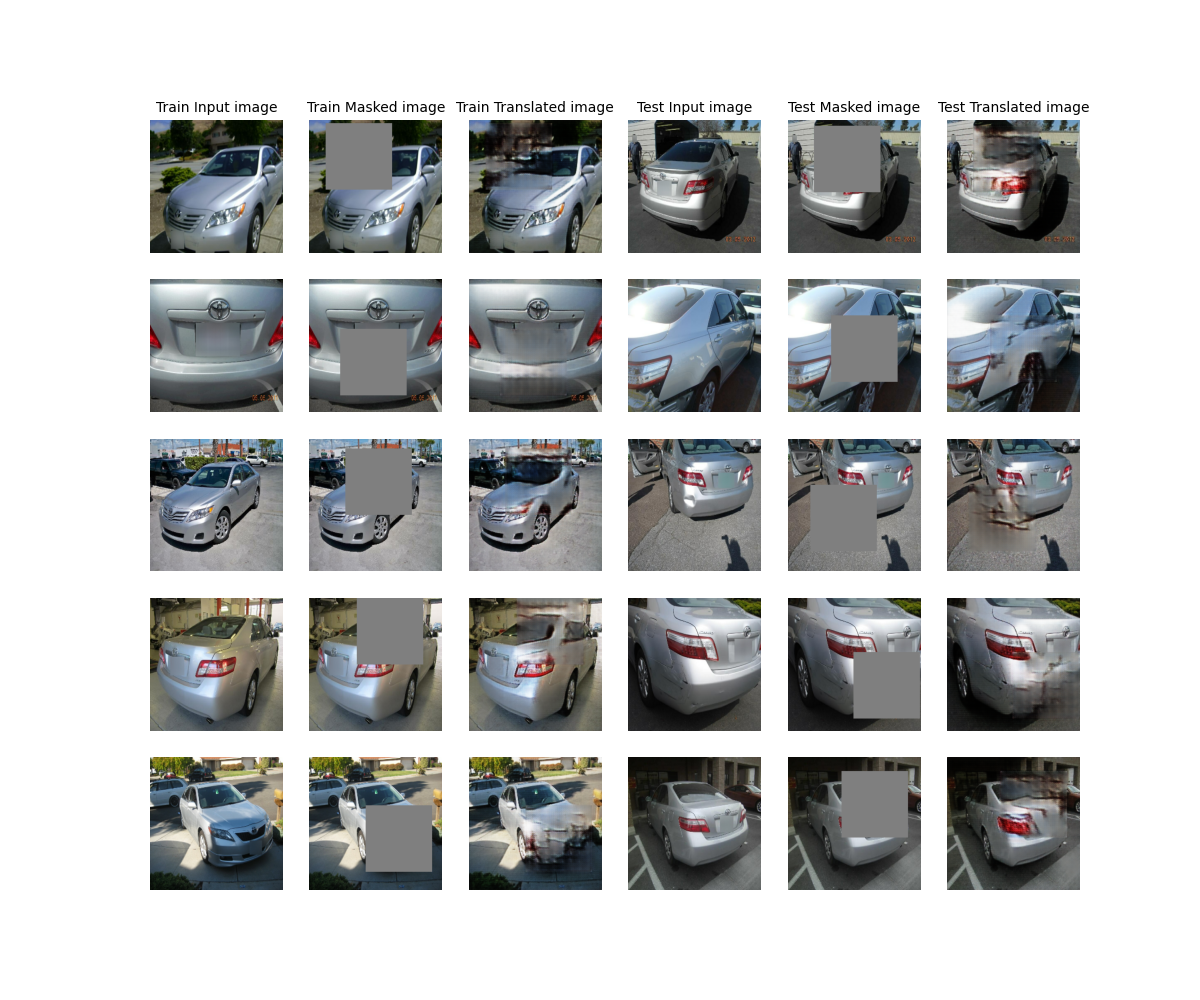 Train Input image
Train Masked image
Train Translated image
Test Input image
Test Masked image
Test Translated image